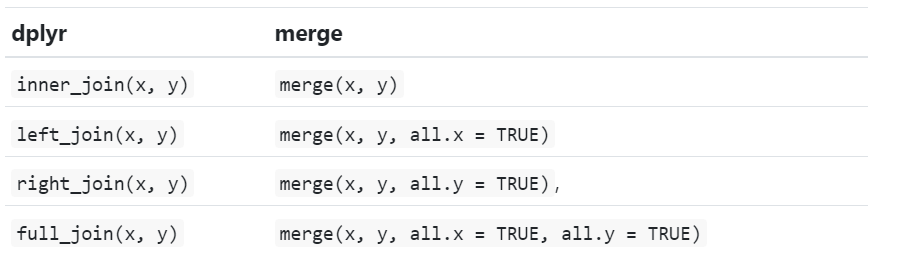 dplyr merge
inner_join(x, y) merge(x, y)
left_join(x, y) merge(x, y, all.x = TRUE)
right_join(x, y) merge(x, y, all.y = TRUE),
full_join(x, y) merge(x, y, all.x = TRUE, all.y = TRUE)